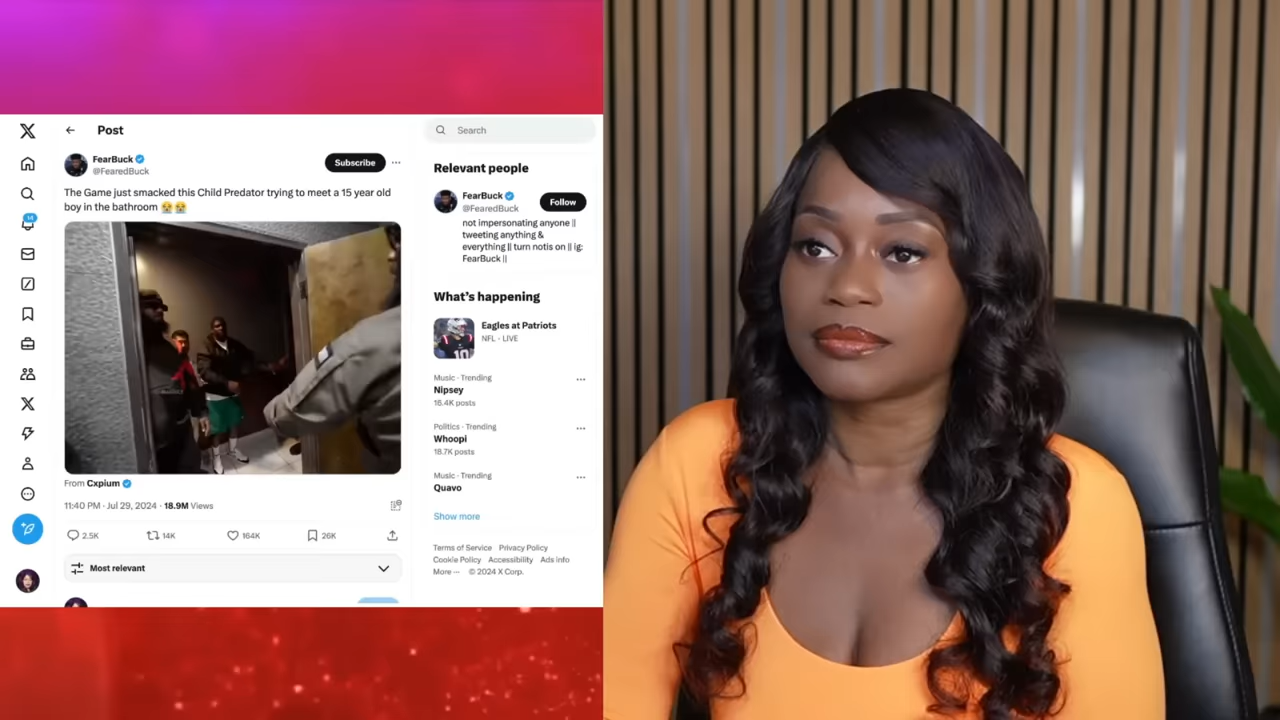 Post
FearBuck
@FearedBuck
Subscribe
The Game just smacked this Child Predator trying to meet a 15 year old
boy in the bathroom 😭😭
From Cxpium
11:40 PM · Jul 29, 2024 · 18.9M Views
2.5K
14K
164K
26K
Most relevant
14
Search
Relevant people
FearBuck
@FearedBuck
Follow
not impersonating anyone ||
tweeting anything &
everything || turn notis on || ig:
FearBuck ||
What's happening
Eagles at Patriots
NFL · LIVE
Music · Trending
Nipsey
16.4K posts
Politics · Trending
Whoopi
18.7K posts
Music · Trending
Quavo
Show more
Terms of Service Privacy Policy
Cookie Policy Accessibility Ads info
More ··· © 2024 X Corp.